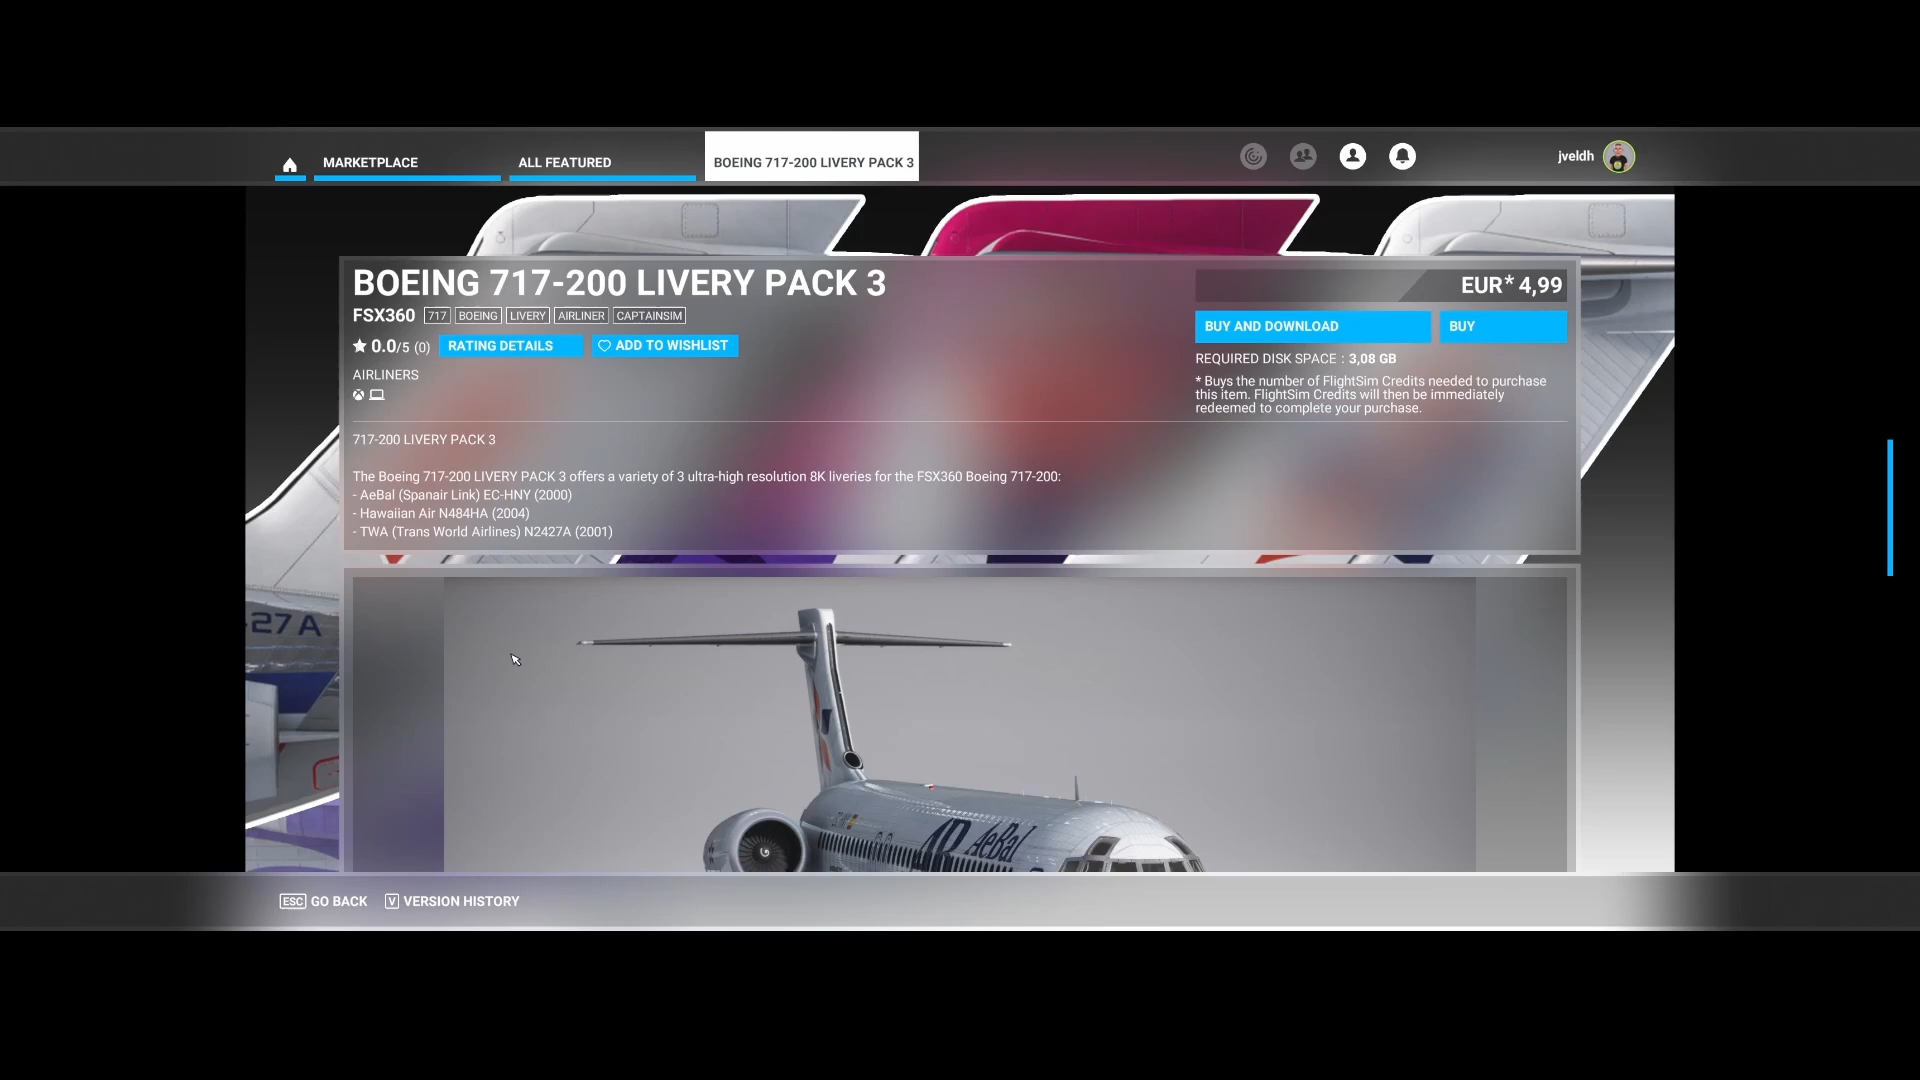 MARKETPLACE
ALL FEATURED
BOEING 717-200 LIVERY PACK 3
jveldh
BOEING 717-200 LIVERY PACK 3
EUR* 4,99
FSX360 717 BOEING LIVERY AIRLINER CAPTAINSIM
BUY AND DOWNLOAD
BUY
0.0/5 (0) RATING DETAILS ADD TO WISHLIST
REQUIRED DISK SPACE : 3,08 GB
AIRLINERS
* Buys the number of FlightSim Credits needed to purchase
this item. FlightSim Credits will then be immediately
redeemed to complete your purchase.
717-200 LIVERY PACK 3
The Boeing 717-200 LIVERY PACK 3 offers a variety of 3 ultra-high resolution 8K liveries for the FSX360 Boeing 717-200:
- AeBal (Spanair Link) EC-HNY (2000)
- Hawaiian Air N484HA (2004)
- TWA (Trans World Airlines) N2427A (2001)
27A
AeBal
ESC GO BACK V VERSION HISTORY